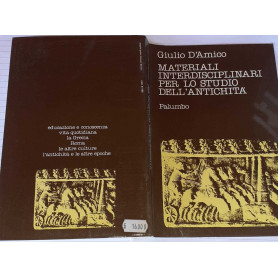 Giulio D'Amico
MATERIALI
INTERDISCIPLINARI
PER LO STUDIO
DELL'ANTICHITÀ
Palumbo
educazione e conoscenza
vita quotidiana
la Grecia
Roma
le altre culture
l'antichità e le altre epoche